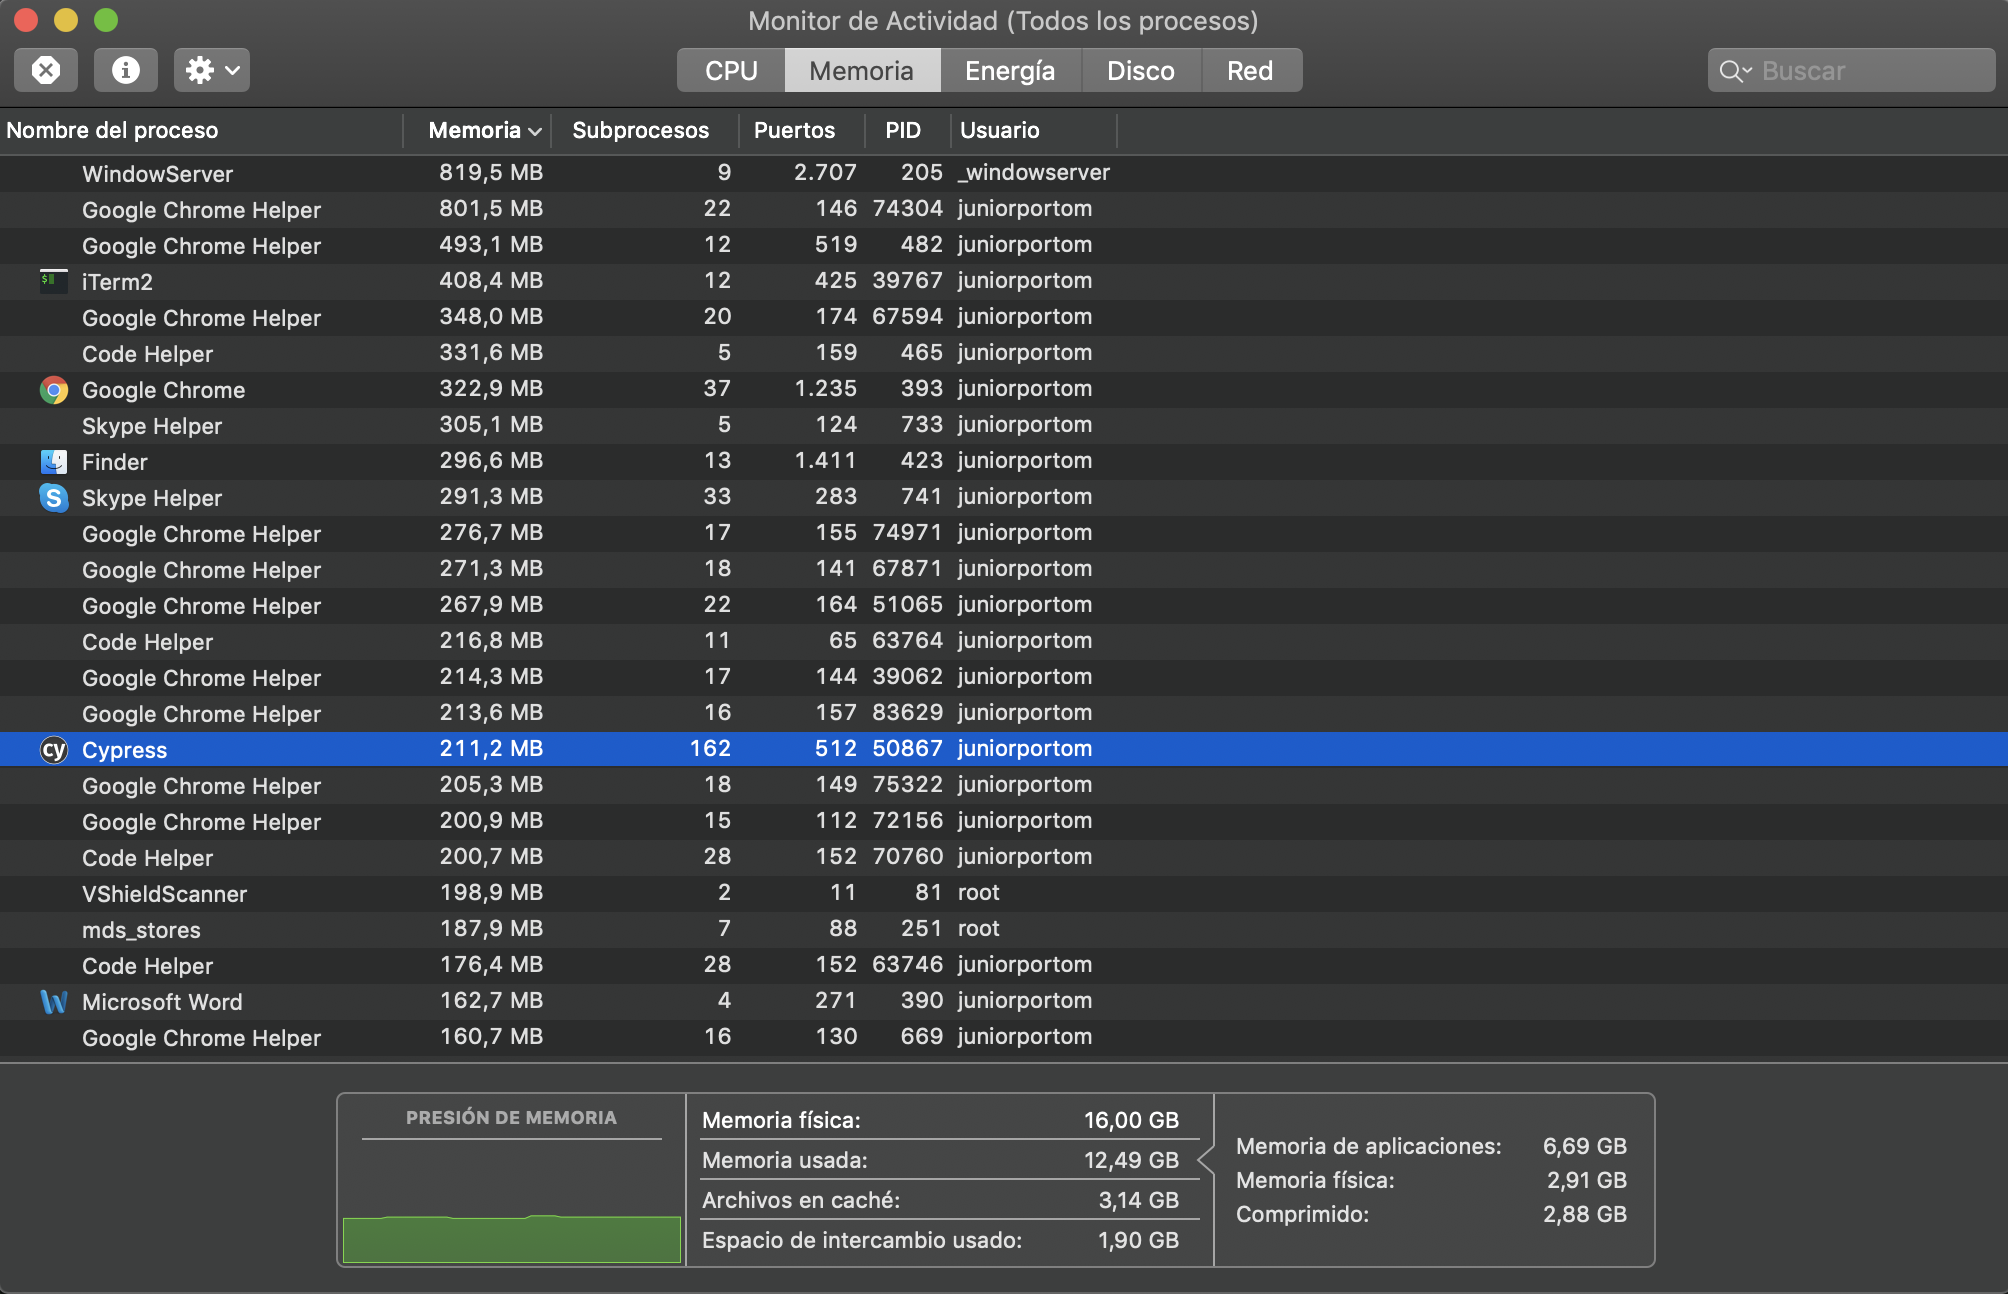 Monitor de Actividad (Todos los procesos)
CPU Memoria Energía Disco Red Buscar
Nombre del proceso Memoria Subprocesos Puertos PID Usuario
WindowServer 819,5 MB 9 2.707 205 _windowserver
Google Chrome Helper 801,5 MB 22 146 74304 juniorportom
Google Chrome Helper 493,1 MB 12 519 482 juniorportom
$ iTerm2 408,4 MB 12 425 39767 juniorportom
Google Chrome Helper 348,0 MB 20 174 67594 juniorportom
Code Helper 331,6 MB 5 159 465 juniorportom
Google Chrome 322,9 MB 37 1.235 393 juniorportom
Skype Helper 305,1 MB 5 124 733 juniorportom
Finder 296,6 MB 13 1.411 423 juniorportom
S Skype Helper 291,3 MB 33 283 741 juniorportom
Google Chrome Helper 276,7 MB 17 155 74971 juniorportom
Google Chrome Helper 271,3 MB 18 141 67871 juniorportom
Google Chrome Helper 267,9 MB 22 164 51065 juniorportom
Code Helper 216,8 MB 11 65 63764 juniorportom
Google Chrome Helper 214,3 MB 17 144 39062 juniorportom
Google Chrome Helper 213,6 MB 16 157 83629 juniorportom
cy Cypress 211,2 MB 162 512 50867 juniorportom
Google Chrome Helper 205,3 MB 18 149 75322 juniorportom
Google Chrome Helper 200,9 MB 15 112 72156 juniorportom
Code Helper 200,7 MB 28 152 70760 juniorportom
VShieldScanner 198,9 MB 2 11 81 root
mds_stores 187,9 MB 7 88 251 root
Code Helper 176,4 MB 28 152 63746 juniorportom
W Microsoft Word 162,7 MB 4 271 390 juniorportom
Google Chrome Helper 160,7 MB 16 130 669 juniorportom
PRESIÓN DE MEMORIA
Memoria física: 16,00 GB
Memoria usada: 12,49 GB
Archivos en caché: 3,14 GB
Espacio de intercambio usado: 1,90 GB
Memoria de aplicaciones: 6,69 GB
Memoria física: 2,91 GB
Comprimido: 2,88 GB